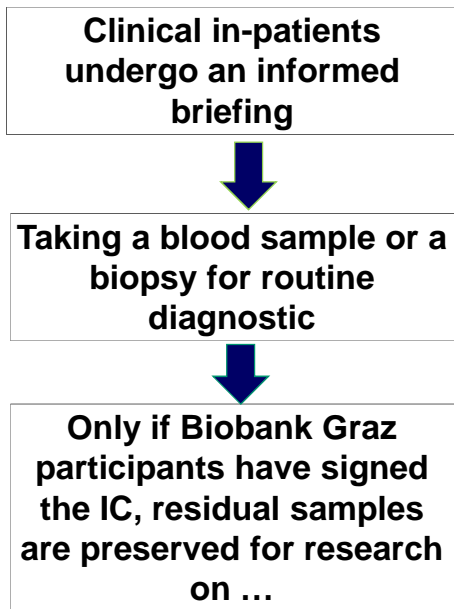 Clinical in-patients
undergo an informed
briefing
Taking a blood sample or a
biopsy for routine
diagnostic
Only if Biobank Graz
participants have signed
the IC, residual samples
are preserved for research
on …